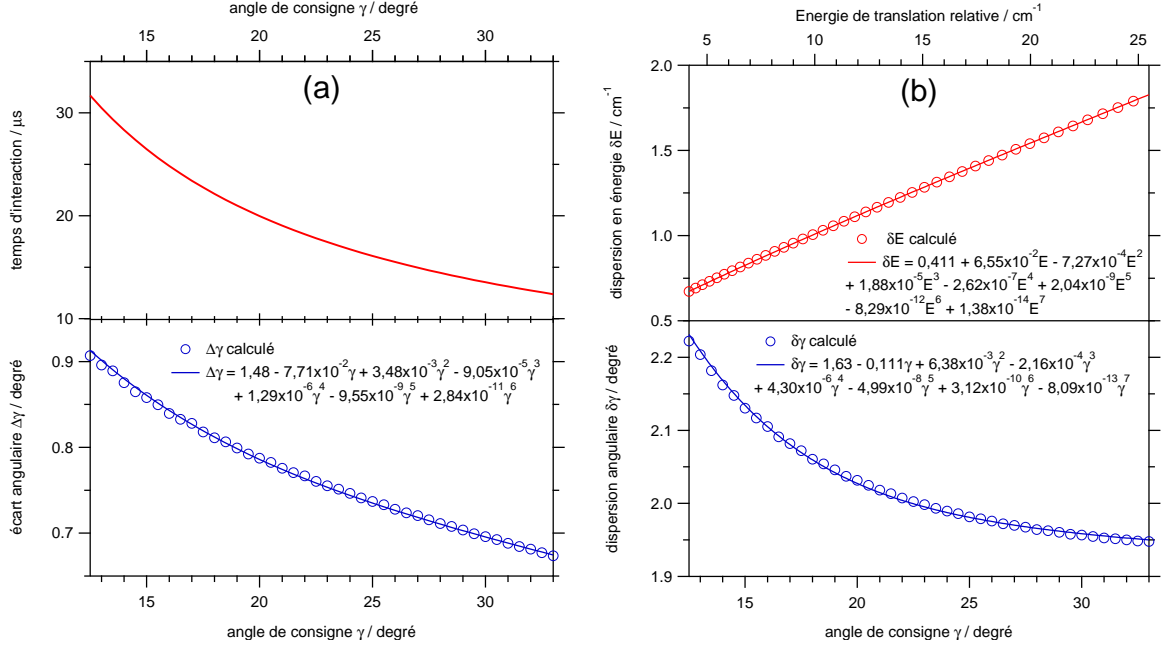 angle de consigne γ / degré
15 20 25 30
(a)
temps d'interaction / μs
30
20
10
écart angulaire Δγ / degré
0.9
0.8
0.7
Δγ calculé
Δγ = 1,48 - 7,71x10-2γ + 3,48x10-3γ2 - 9,05x10-5γ3
+ 1,29x10-6γ4 - 9,55x10-9γ5 + 2,84x10-11γ6
15 20 25 30
angle de consigne γ / degré
Energie de translation relative / cm-1
5 10 15 20 25
(b)
dispersion en énergie δE / cm-1
2.0
1.5
1.0
0.5
δE calculé
δE = 0,411 + 6,55x10-2E - 7,27x10-4E2
+ 1,88x10-5E3 - 2,62x10-7E4 + 2,04x10-9E5
- 8,29x10-12E6 + 1,38x10-14E7
dispersion angulaire δγ / degré
2.2
2.1
2.0
1.9
δγ calculé
δγ = 1,63 - 0,111γ + 6,38x10-3γ2 - 2,16x10-4γ3
+ 4,30x10-6γ4 - 4,99x10-8γ5 + 3,12x10-10γ6 - 8,09x10-13γ7
15 20 25 30
angle de consigne γ / degré